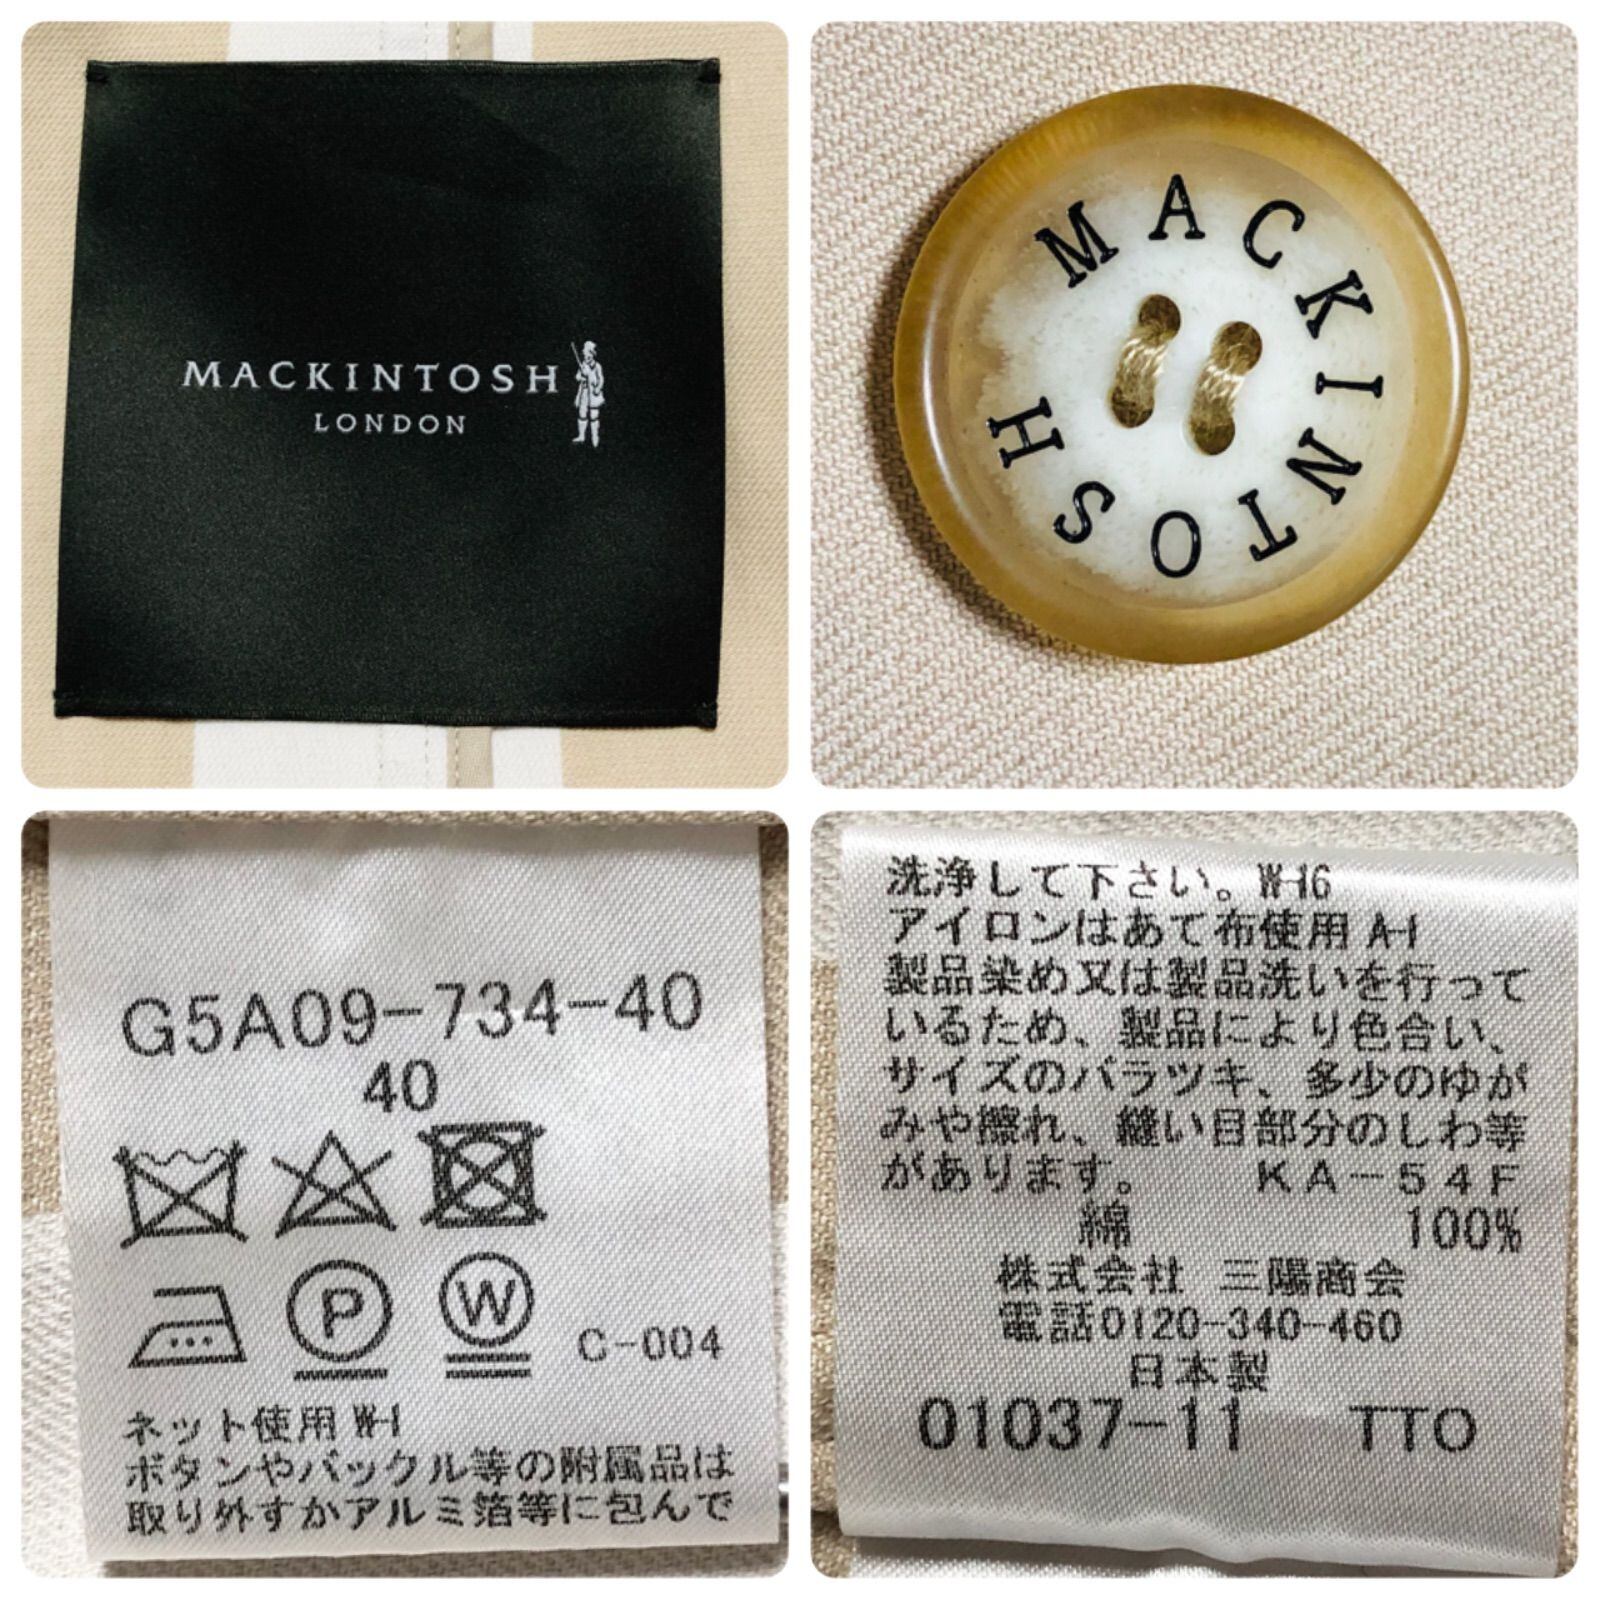 MACKINTOSH
LONDON
MACKINTOSH
G5A09-734-40
40
P
W
C-004
ネット使用 W-1
ボタンやバックル等の附属品は
取り外すかアルミ箔等に包んで
洗浄して下さい。W-16
アイロンはあて布使用 A-1
製品染め又は製品洗いを行って
いるため、製品により色合い、
サイズのバラツキ、多少のゆが
みや擦れ、縫い目部分のしわ等
があります。 KA-54F
綿 100%
株式会社 三陽商会
電話0120-340-460
日本製
01037-11 TTO